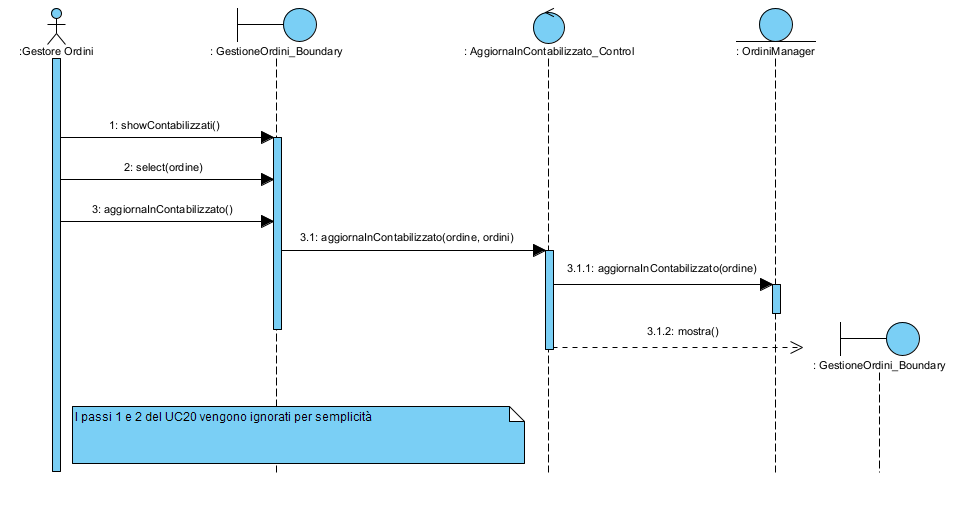 :Gestore Ordini
: GestioneOrdini_Boundary
: AggiornaInContabilizzato_Control
: OrdiniManager
1: showContabilizzati()
2: select(ordine)
3: aggiornaInContabilizzato()
3.1: aggiornaInContabilizzato(ordine, ordini)
3.1.1: aggiornaInContabilizzato(ordine)
3.1.2: mostra()
: GestioneOrdini_Boundary
I passi 1 e 2 del UC20 vengono ignorati per semplicità